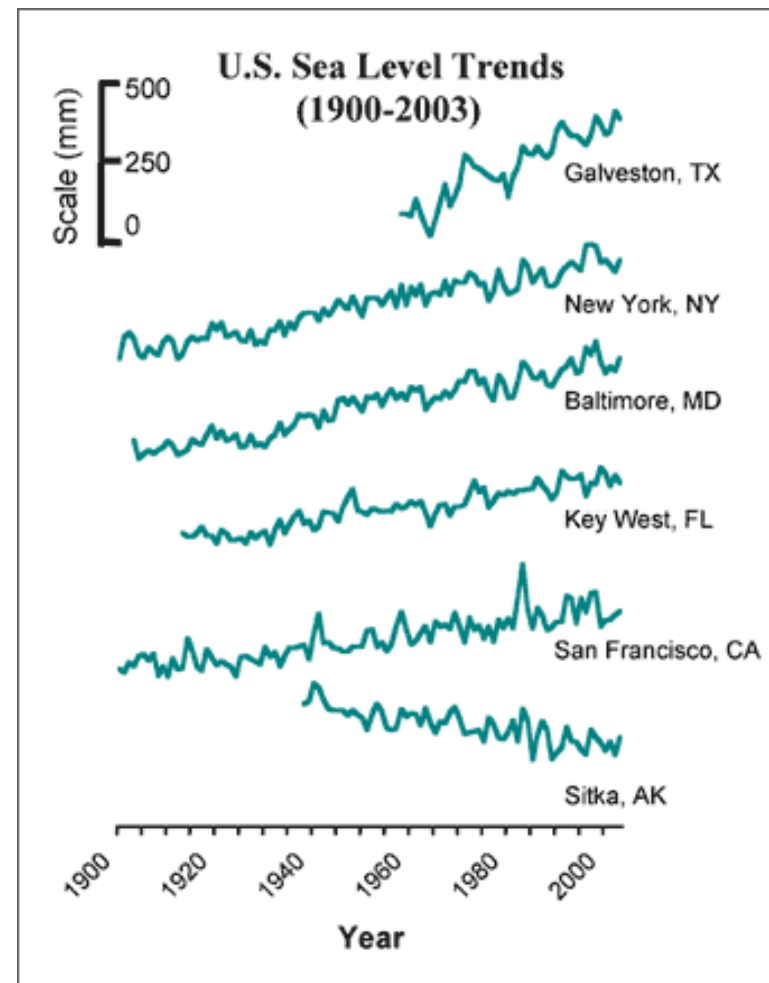 U.S. Sea Level Trends
(1900-2003)
Scale (mm)
500
250
0
Galveston, TX
New York, NY
Baltimore, MD
Key West, FL
San Francisco, CA
Sitka, AK
1900 1920 1940 1960 1980 2000
Year